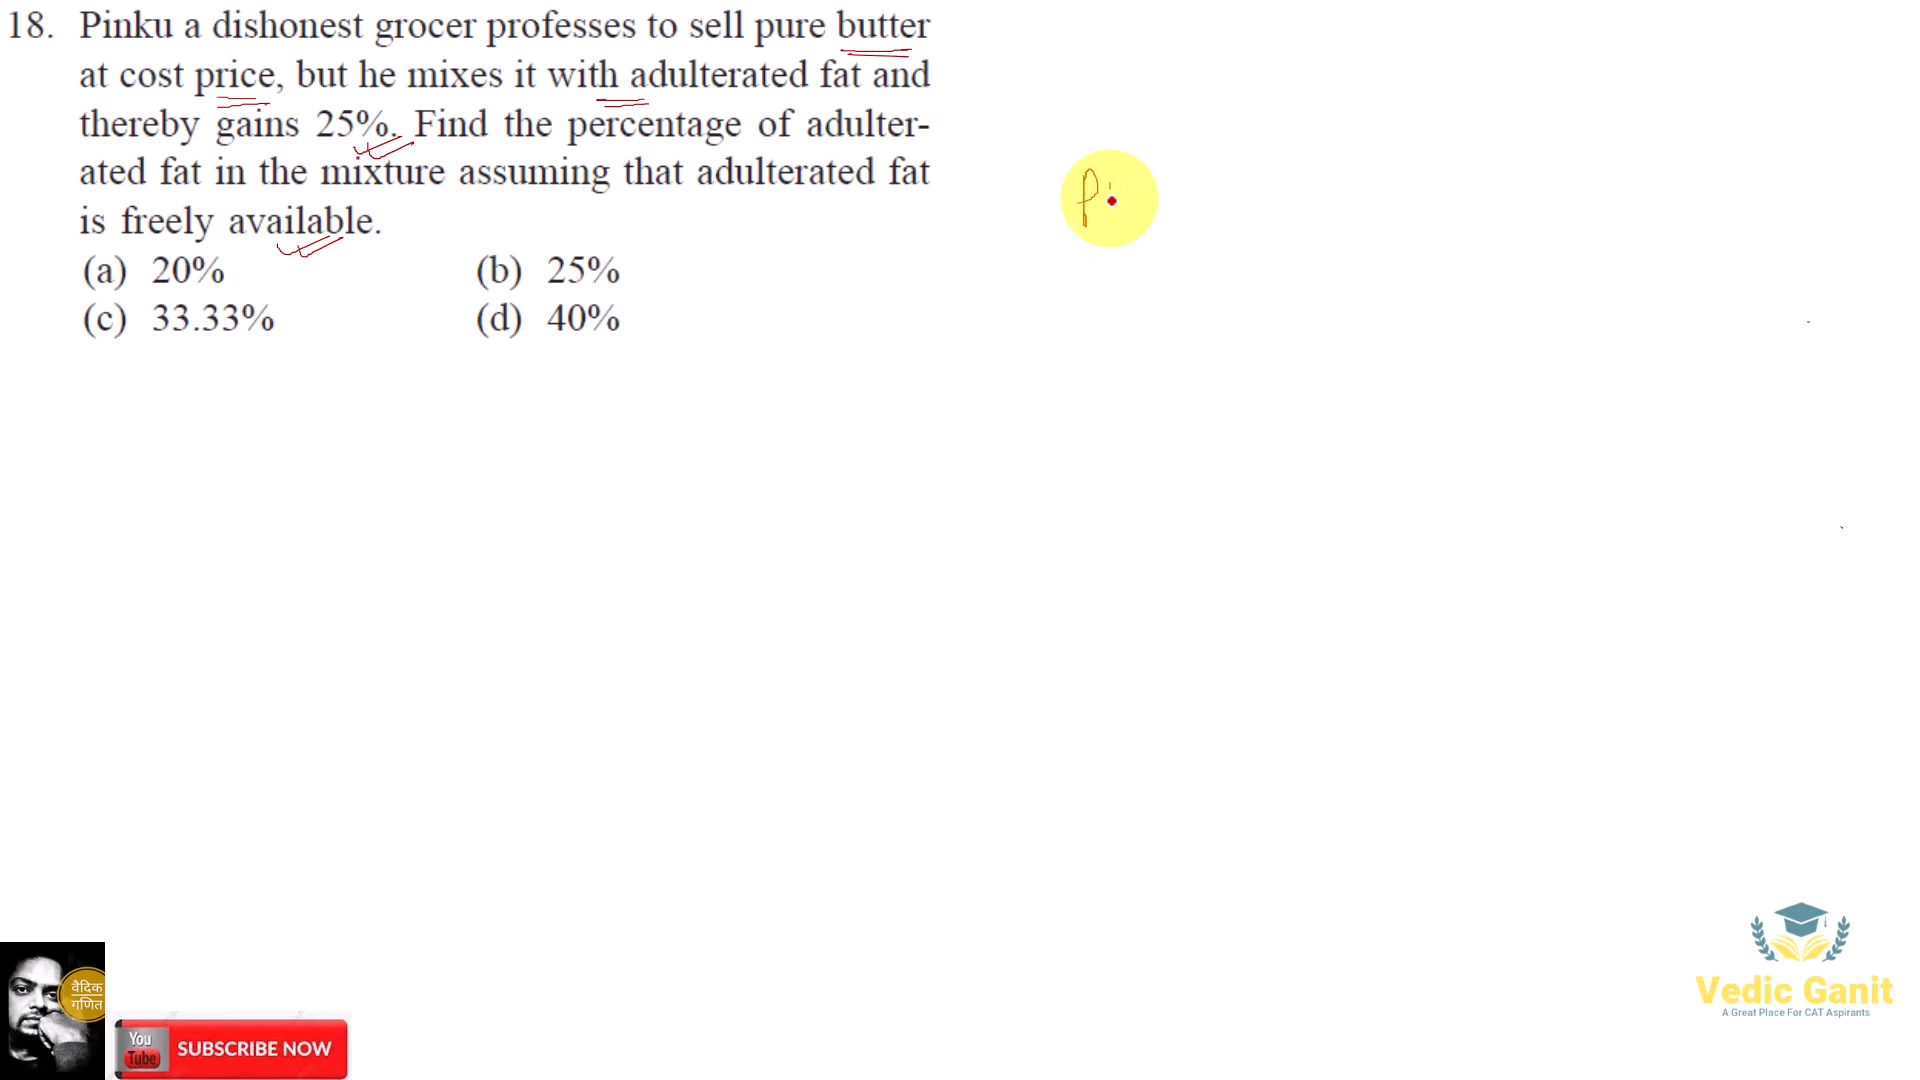 18. Pinku a dishonest grocer professes to sell pure butter
at cost price, but he mixes it with adulterated fat and
thereby gains 25%. Find the percentage of adulter-
ated fat in the mixture assuming that adulterated fat
is freely available.
(a) 20% (b) 25%
(c) 33.33% (d) 40%
P
वैदिक
गणित
You
Tube
SUBSCRIBE NOW
Vedic Ganit
A Great Place For CAT Aspirants